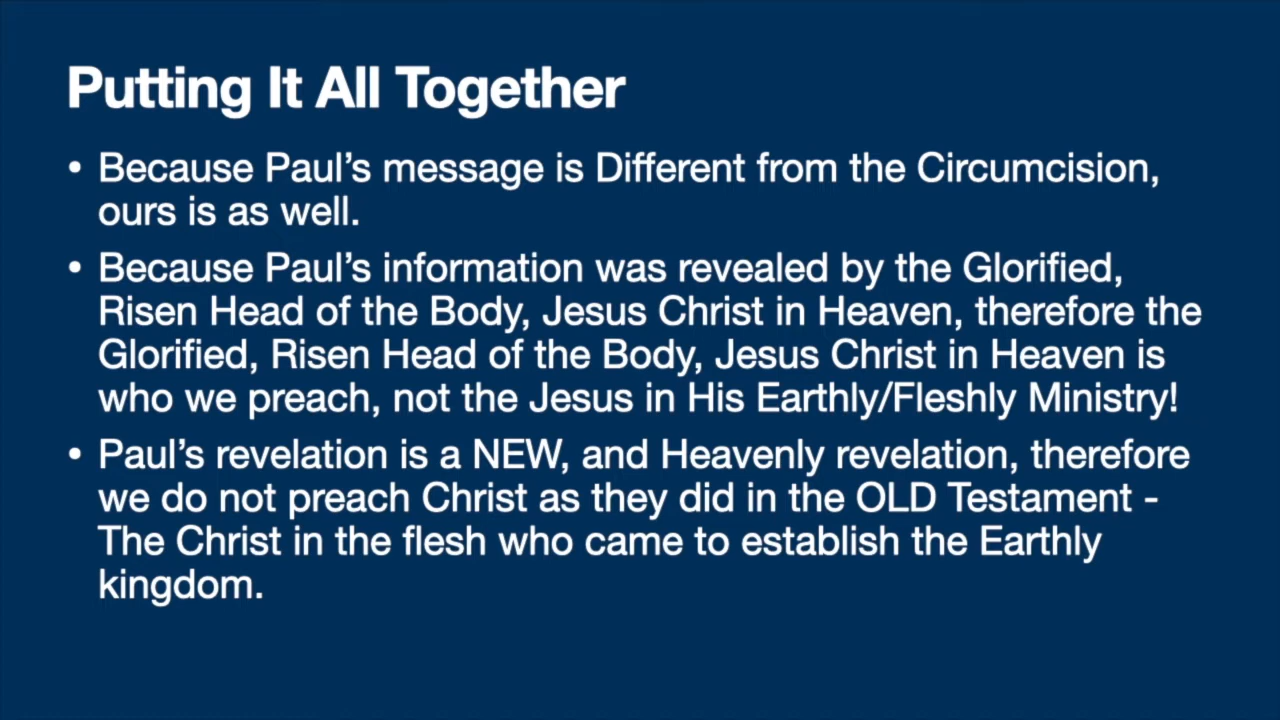 Putting It All Together
• Because Paul’s message is Different from the Circumcision,
ours is as well.
• Because Paul’s information was revealed by the Glorified,
Risen Head of the Body, Jesus Christ in Heaven, therefore the
Glorified, Risen Head of the Body, Jesus Christ in Heaven is
who we preach, not the Jesus in His Earthly/Fleshly Ministry!
• Paul’s revelation is a NEW, and Heavenly revelation, therefore
we do not preach Christ as they did in the OLD Testament -
The Christ in the flesh who came to establish the Earthly
kingdom.